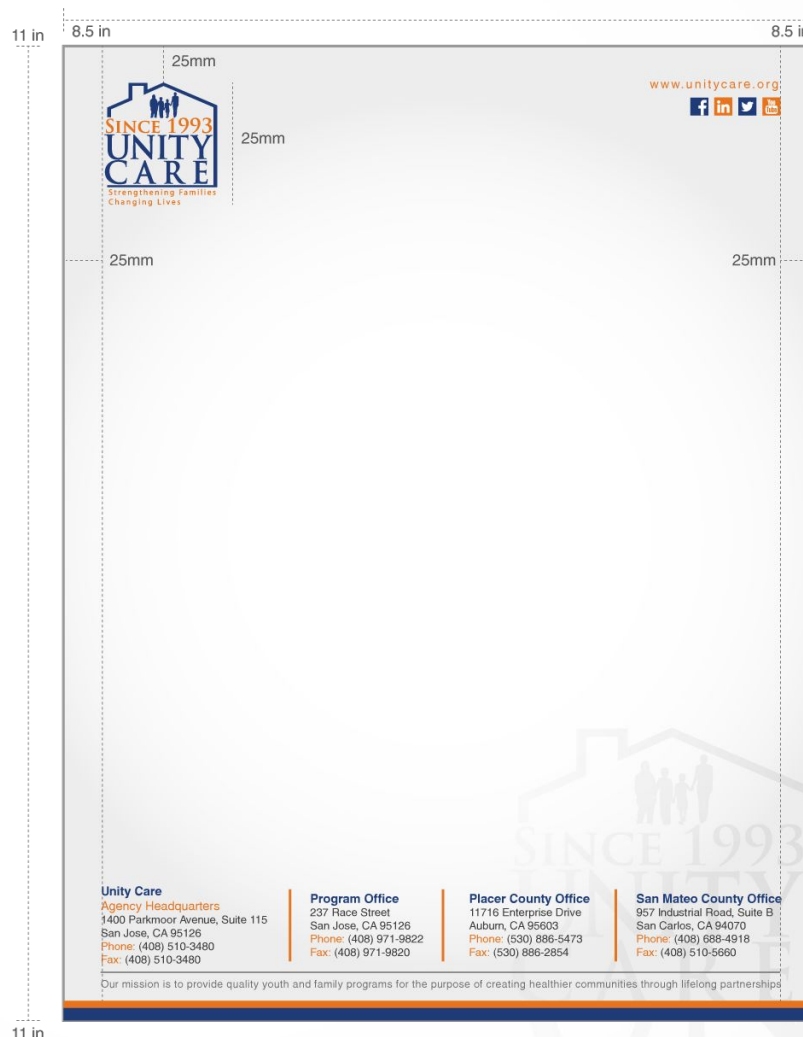 8.5 in
8.5 in
11 in
25mm
www.unitycare.org
SINCE 1993
UNITY
CARE
Strengthening Families
Changing Lives
25mm
25mm
25mm
SINCE 1993
UNITY
CARE
Unity Care
Agency Headquarters
1400 Parkmoor Avenue, Suite 115
San Jose, CA 95126
Phone: (408) 510-3480
Fax: (408) 510-3480
Program Office
237 Race Street
San Jose, CA 95126
Phone: (408) 971-9822
Fax: (408) 971-9820
Placer County Office
11716 Enterprise Drive
Auburn, CA 95603
Phone: (530) 886-5473
Fax: (530) 886-2854
San Mateo County Office
957 Industrial Road, Suite B
San Carlos, CA 94070
Phone: (408) 688-4918
Fax: (408) 510-5660
Our mission is to provide quality youth and family programs for the purpose of creating healthier communities through lifelong partnerships
11 in